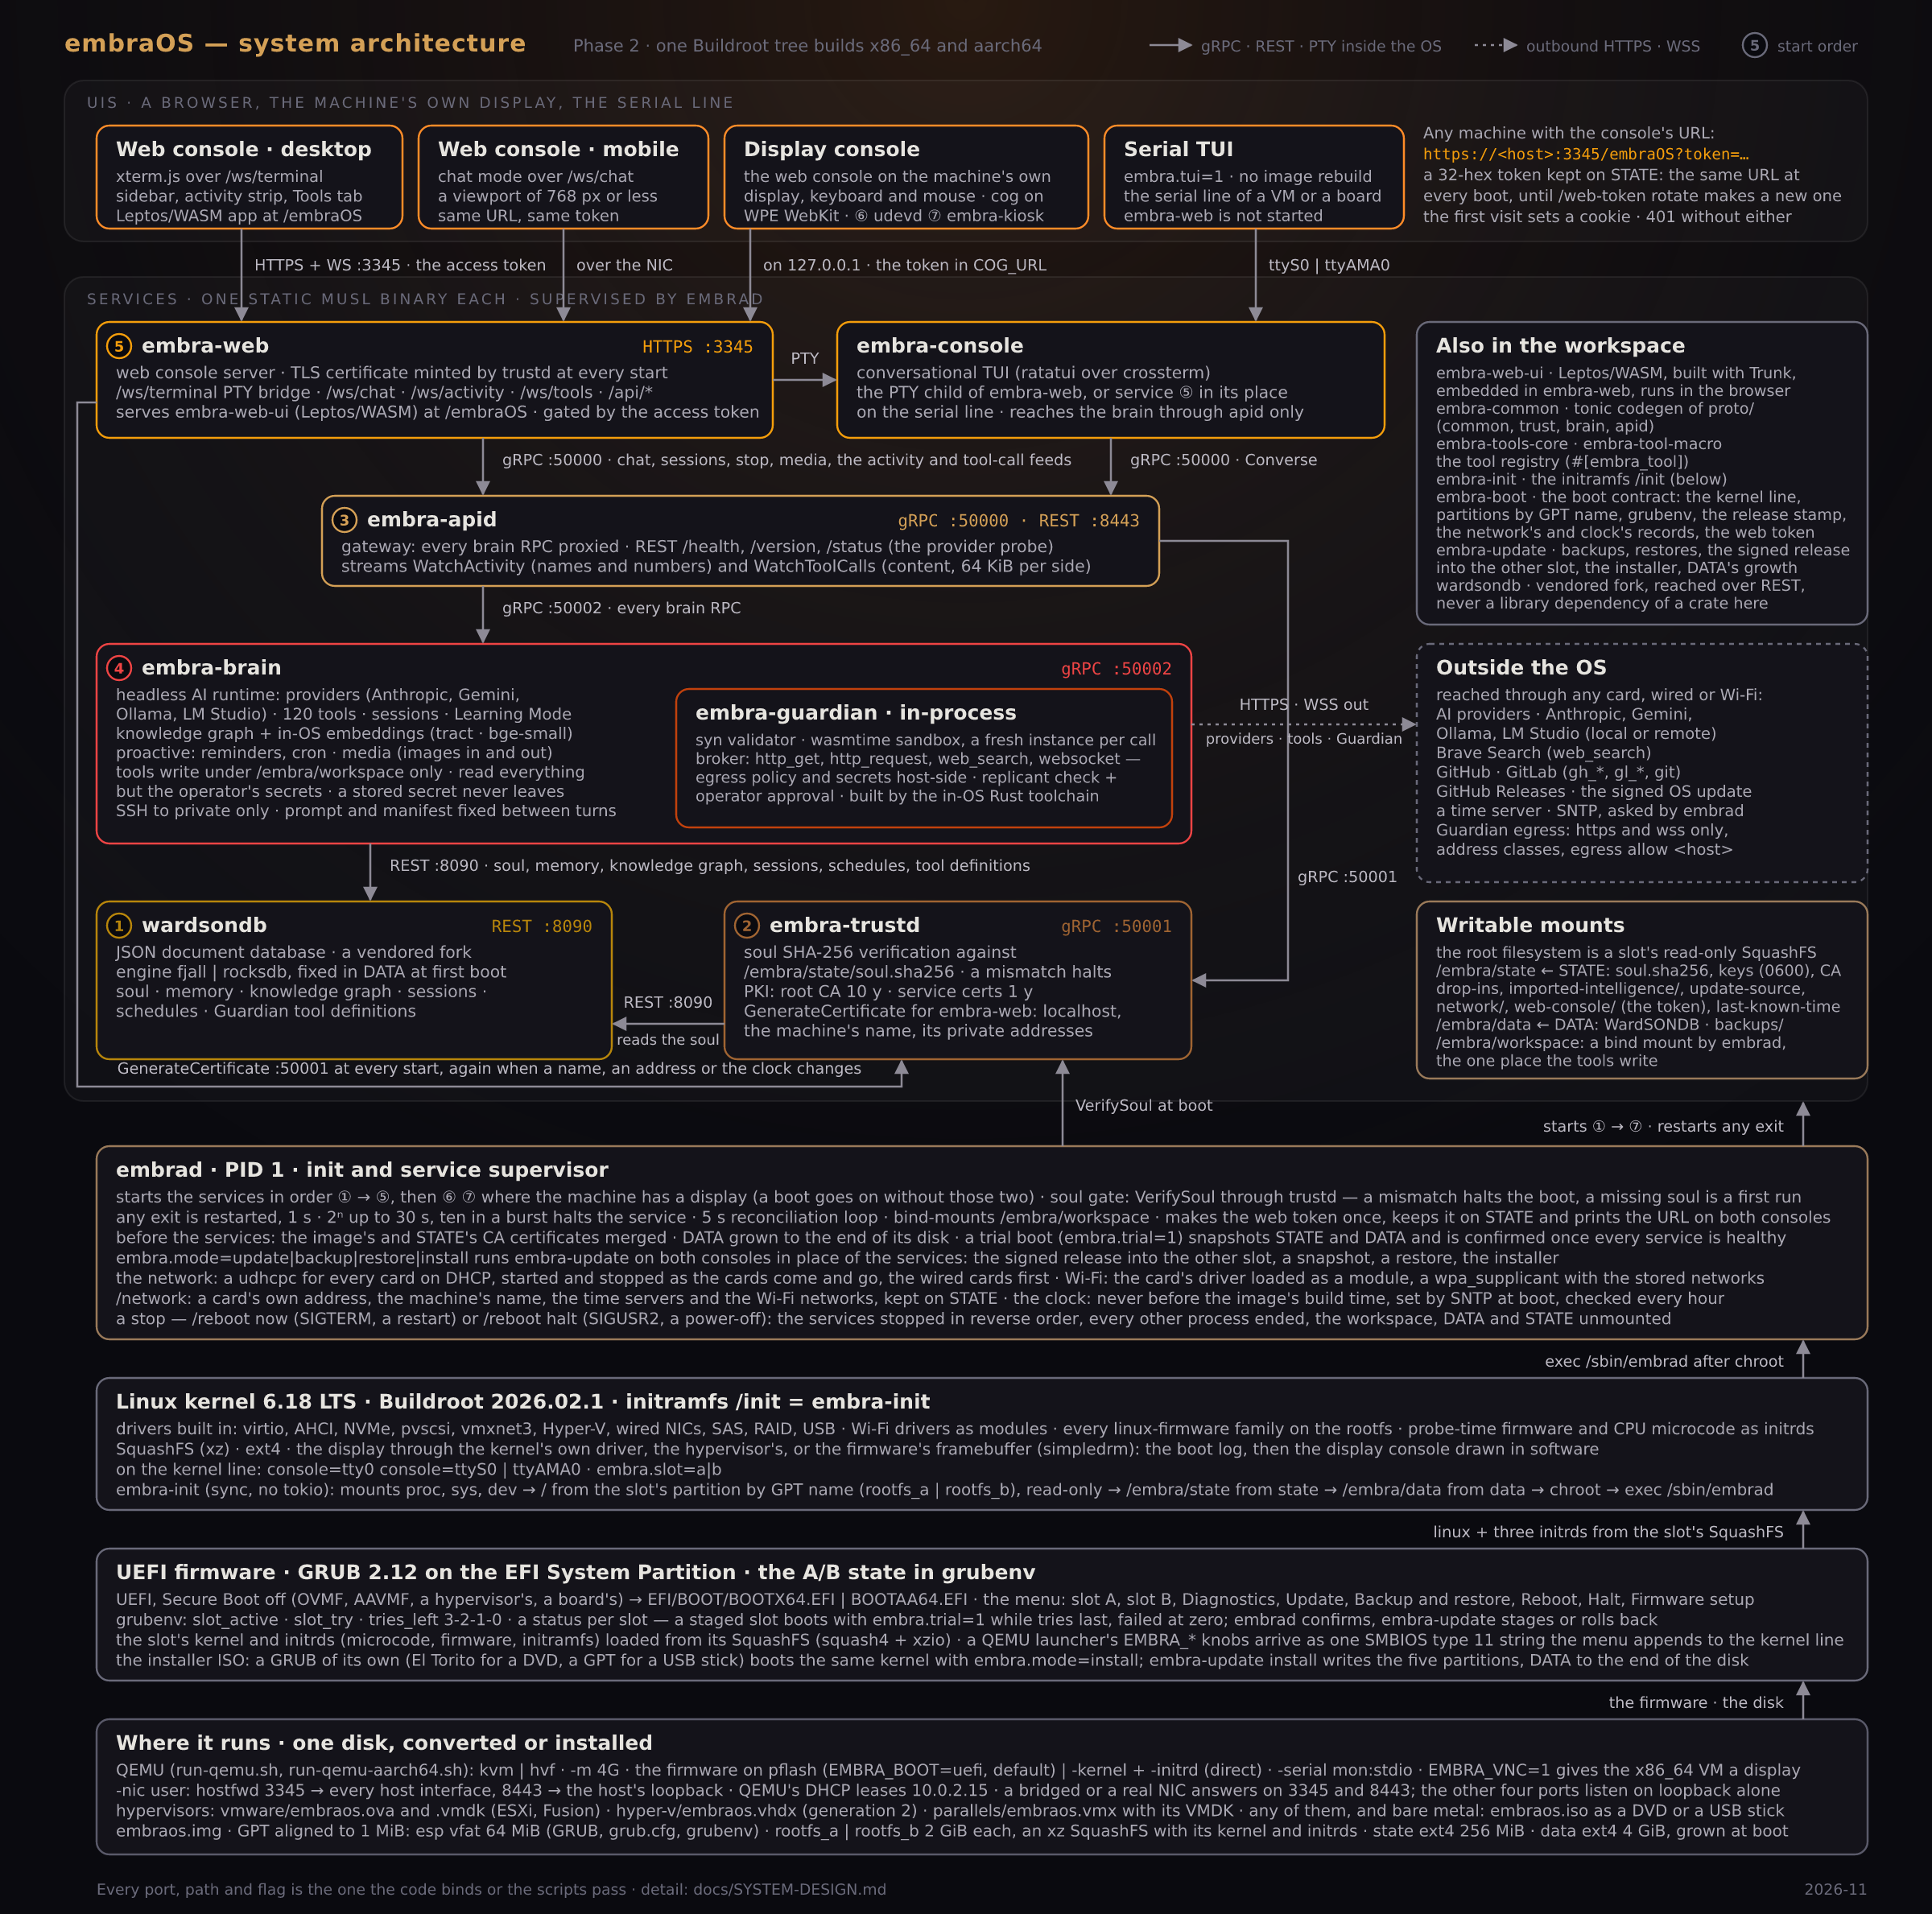 embraOS — system architecture
Phase 2 · one Buildroot tree builds x86_64 and aarch64
gRPC · REST · PTY inside the OS
outbound HTTPS · WSS
5 start order
UIS · A BROWSER, THE MACHINE'S OWN DISPLAY, THE SERIAL LINE
Web console · desktop
xterm.js over /ws/terminal
sidebar, activity strip, Tools tab
Leptos/WASM app at /embraOS
Web console · mobile
chat mode over /ws/chat
a viewport of 768 px or less
same URL, same token
Display console
the web console on the machine's own
display, keyboard and mouse · cog on
WPE WebKit · ⑥ udevd ⑦ embra-kiosk
Serial TUI
embra.tui=1 · no image rebuild
the serial line of a VM or a board
embra-web is not started
Any machine with the console's URL:
https://<host>:3345/embraOS?token=…
a 32-hex token kept on STATE: the same URL at
every boot, until /web-token rotate makes a new one
the first visit sets a cookie · 401 without either
HTTPS + WS :3345 · the access token
over the NIC
on 127.0.0.1 · the token in COG_URL
ttyS0 | ttyAMA0
SERVICES · ONE STATIC MUSL BINARY EACH · SUPERVISED BY EMBRAD
5 embra-web
HTTPS :3345
web console server · TLS certificate minted by trustd at every start
/ws/terminal PTY bridge · /ws/chat · /ws/activity · /ws/tools · /api/*
serves embra-web-ui (Leptos/WASM) at /embraOS · gated by the access token
PTY
embra-console
conversational TUI (ratatui over crossterm)
the PTY child of embra-web, or service ⑤ in its place
on the serial line · reaches the brain through apid only
Also in the workspace
embra-web-ui · Leptos/WASM, built with Trunk,
embedded in embra-web, runs in the browser
embra-common · tonic codegen of proto/
(common, trust, brain, apid)
embra-tools-core · embra-tool-macro
the tool registry (#[embra_tool])
embra-init · the initramfs /init (below)
embra-boot · the boot contract: the kernel line,
partitions by GPT name, grubenv, the release stamp,
the network's and clock's records, the web token
embra-update · backups, restores, the signed release
into the other slot, the installer, DATA's growth
wardsondb · vendored fork, reached over REST,
never a library dependency of a crate here
gRPC :50000 · chat, sessions, stop, media, the activity and tool-call feeds
gRPC :50000 · Converse
3 embra-apid
gRPC :50000 · REST :8443
gateway: every brain RPC proxied · REST /health, /version, /status (the provider probe)
streams WatchActivity (names and numbers) and WatchToolCalls (content, 64 KiB per side)
gRPC :50002 · every brain RPC
4 embra-brain
gRPC :50002
headless AI runtime: providers (Anthropic, Gemini,
Ollama, LM Studio) · 120 tools · sessions · Learning Mode
knowledge graph + in-OS embeddings (tract · bge-small)
proactive: reminders, cron · media (images in and out)
tools write under /embra/workspace only · read everything
but the operator's secrets · a stored secret never leaves
SSH to private only · prompt and manifest fixed between turns
embra-guardian · in-process
syn validator · wasmtime sandbox, a fresh instance per call
broker: http_get, http_request, web_search, websocket —
egress policy and secrets host-side · replicant check +
operator approval · built by the in-OS Rust toolchain
HTTPS · WSS out
providers · tools · Guardian
Outside the OS
reached through any card, wired or Wi-Fi:
AI providers · Anthropic, Gemini,
Ollama, LM Studio (local or remote)
Brave Search (web_search)
GitHub · GitLab (gh_*, gl_*, git)
GitHub Releases · the signed OS update
a time server · SNTP, asked by embrad
Guardian egress: https and wss only,
address classes, egress allow <host>
REST :8090 · soul, memory, knowledge graph, sessions, schedules, tool definitions
gRPC :50001
1 wardsondb
REST :8090
JSON document database · a vendored fork
engine fjall | rocksdb, fixed in DATA at first boot
soul · memory · knowledge graph · sessions ·
schedules · Guardian tool definitions
REST :8090
reads the soul
2 embra-trustd
gRPC :50001
soul SHA-256 verification against
/embra/state/soul.sha256 · a mismatch halts
PKI: root CA 10 y · service certs 1 y
GenerateCertificate for embra-web: localhost,
the machine's name, its private addresses
Writable mounts
the root filesystem is a slot's read-only SquashFS
/embra/state ← STATE: soul.sha256, keys (0600), CA
drop-ins, imported-intelligence/, update-source,
network/, web-console/ (the token), last-known-time
/embra/data ← DATA: WardSONDB · backups/
/embra/workspace: a bind mount by embrad,
the one place the tools write
GenerateCertificate :50001 at every start, again when a name, an address or the clock changes
VerifySoul at boot
starts ① → ⑦ · restarts any exit
embrad · PID 1 · init and service supervisor
starts the services in order ① → ⑤, then ⑥ ⑦ where the machine has a display (a boot goes on without those two) · soul gate: VerifySoul through trustd — a mismatch halts the boot, a missing soul is a first run
any exit is restarted, 1 s · 2ⁿ up to 30 s, ten in a burst halts the service · 5 s reconciliation loop · bind-mounts /embra/workspace · makes the web token once, keeps it on STATE and prints the URL on both consoles
before the services: the image's and STATE's CA certificates merged · DATA grown to the end of its disk · a trial boot (embra.trial=1) snapshots STATE and DATA and is confirmed once every service is healthy
embra.mode=update|backup|restore|install runs embra-update on both consoles in place of the services: the signed release into the other slot, a snapshot, a restore, the installer
the network: a udhcpc for every card on DHCP, started and stopped as the cards come and go, the wired cards first · Wi-Fi: the card's driver loaded as a module, a wpa_supplicant with the stored networks
/network: a card's own address, the machine's name, the time servers and the Wi-Fi networks, kept on STATE · the clock: never before the image's build time, set by SNTP at boot, checked every hour
a stop — /reboot now (SIGTERM, a restart) or /reboot halt (SIGUSR2, a power-off): the services stopped in reverse order, every other process ended, the workspace, DATA and STATE unmounted
exec /sbin/embrad after chroot
Linux kernel 6.18 LTS · Buildroot 2026.02.1 · initramfs /init = embra-init
drivers built in: virtio, AHCI, NVMe, pvscsi, vmxnet3, Hyper-V, wired NICs, SAS, RAID, USB · Wi-Fi drivers as modules · every linux-firmware family on the rootfs · probe-time firmware and CPU microcode as initrds
SquashFS (xz) · ext4 · the display through the kernel's own driver, the hypervisor's, or the firmware's framebuffer (simpledrm): the boot log, then the display console drawn in software
on the kernel line: console=tty0 console=ttyS0 | ttyAMA0 · embra.slot=a|b
embra-init (sync, no tokio): mounts proc, sys, dev → / from the slot's partition by GPT name (rootfs_a | rootfs_b), read-only → /embra/state from state → /embra/data from data → chroot → exec /sbin/embrad
linux + three initrds from the slot's SquashFS
UEFI firmware · GRUB 2.12 on the EFI System Partition · the A/B state in grubenv
UEFI, Secure Boot off (OVMF, AAVMF, a hypervisor's, a board's) → EFI/BOOT/BOOTX64.EFI | BOOTAA64.EFI · the menu: slot A, slot B, Diagnostics, Update, Backup and restore, Reboot, Halt, Firmware setup
grubenv: slot_active · slot_try · tries_left 3-2-1-0 · a status per slot — a staged slot boots with embra.trial=1 while tries last, failed at zero; embrad confirms, embra-update stages or rolls back
the slot's kernel and initrds (microcode, firmware, initramfs) loaded from its SquashFS (squash4 + xzio) · a QEMU launcher's EMBRA_* knobs arrive as one SMBIOS type 11 string the menu appends to the kernel line
the installer ISO: a GRUB of its own (El Torito for a DVD, a GPT for a USB stick) boots the same kernel with embra.mode=install; embra-update install writes the five partitions, DATA to the end of the disk
the firmware · the disk
Where it runs · one disk, converted or installed
QEMU (run-qemu.sh, run-qemu-aarch64.sh): kvm | hvf · -m 4G · the firmware on pflash (EMBRA_BOOT=uefi, default) | -kernel + -initrd (direct) · -serial mon:stdio · EMBRA_VNC=1 gives the x86_64 VM a display
-nic user: hostfwd 3345 → every host interface, 8443 → the host's loopback · QEMU's DHCP leases 10.0.2.15 · a bridged or a real NIC answers on 3345 and 8443; the other four ports listen on loopback alone
hypervisors: vmware/embraos.ova and .vmdk (ESXi, Fusion) · hyper-v/embraos.vhdx (generation 2) · parallels/embraos.vmx with its VMDK · any of them, and bare metal: embraos.iso as a DVD or a USB stick
embraos.img · GPT aligned to 1 MiB: esp vfat 64 MiB (GRUB, grub.cfg, grubenv) · rootfs_a | rootfs_b 2 GiB each, an xz SquashFS with its kernel and initrds · state ext4 256 MiB · data ext4 4 GiB, grown at boot
Every port, path and flag is the one the code binds or the scripts pass · detail: docs/SYSTEM-DESIGN.md
2026-11